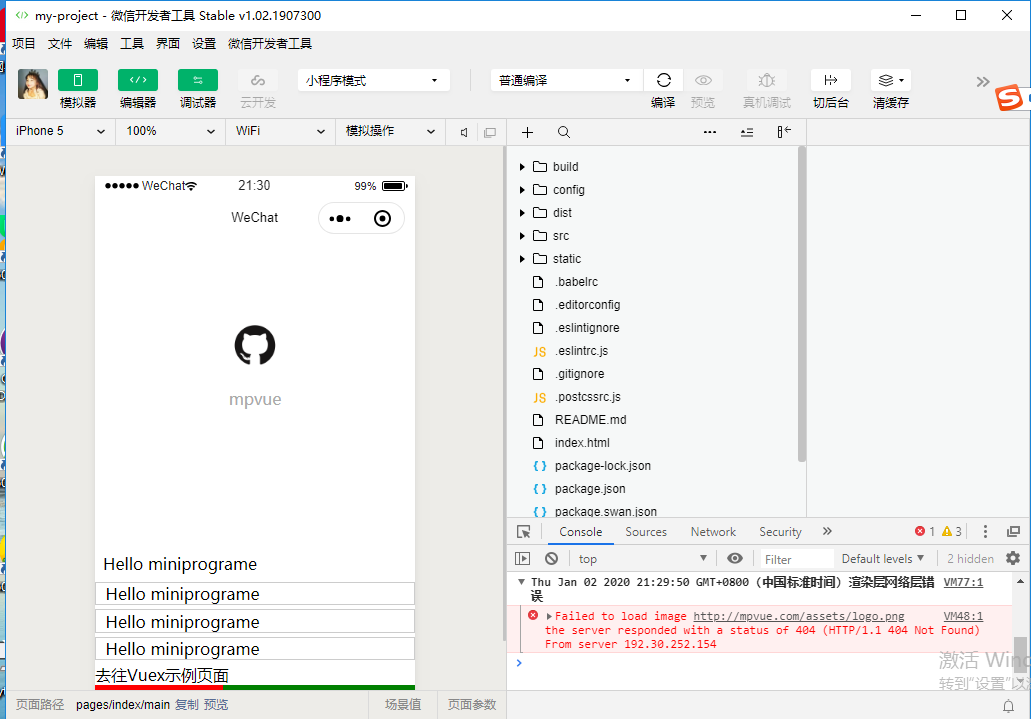 my-project - 微信开发者工具 Stable v1.02.1907300
项目 文件 编辑 工具 界面 设置 微信开发者工具
小程序模式 普通编译
模拟器 编辑器 调试器 云开发 编译 预览 真机调试 切后台 清缓存
iPhone 5 100% WiFi 模拟操作
WeChat 21:30 99%
WeChat
mpvue
Hello miniprograme
Hello miniprograme
Hello miniprograme
Hello miniprograme
去往Vuex示例页面
页面路径 pages/index/main 复制 预览 场景值 页面参数
build
config
dist
src
static
.babelrc
.editorconfig
.eslintignore
JS .eslintrc.js
.gitignore
JS .postcssrc.js
README.md
index.html
{ } package-lock.json
{ } package.json
{ } package.swan.json
Console Sources Network Security 1 3
top Filter Default levels 2 hidden
Thu Jan 02 2020 21:29:50 GMT+0800 (中国标准时间) 渲染层网络层错误 VM77:1
Failed to load image http://mpvue.com/assets/logo.png VM48:1
the server responded with a status of 404 (HTTP/1.1 404 Not Found)
From server 192.30.252.154
激活 Win
转到"设置"以